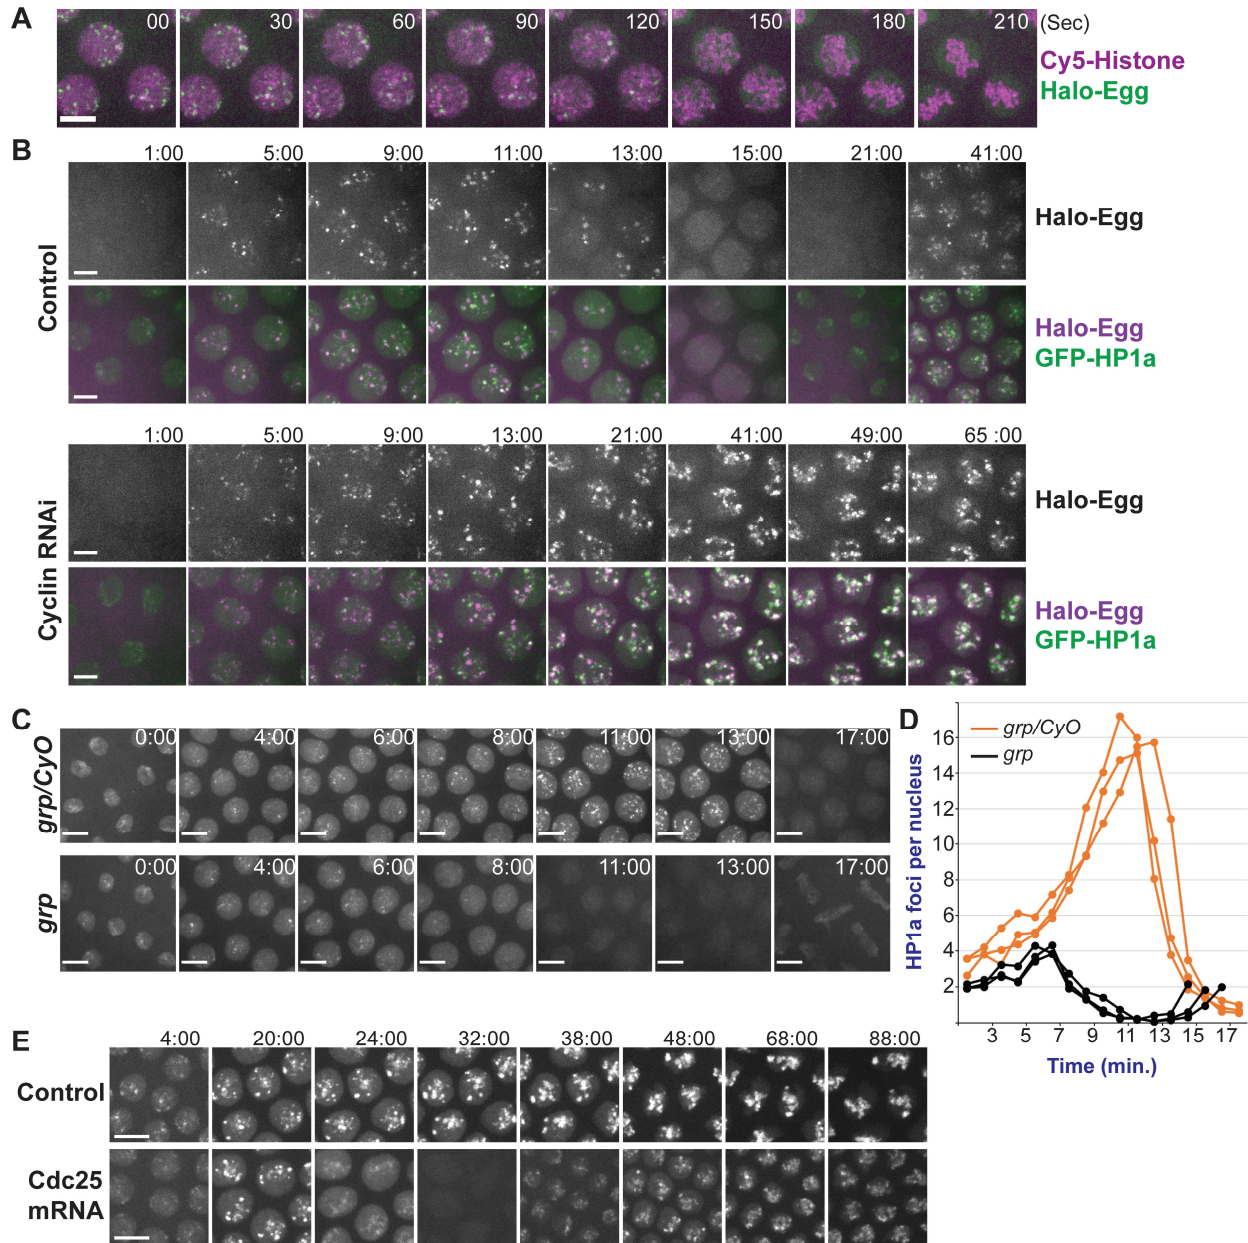 A
00 30 60 90 120 150 180 210 (Sec)
Cy5-Histone
Halo-Egg
B
1:00 5:00 9:00 11:00 13:00 15:00 21:00 41:00
Control
Halo-Egg
Halo-Egg
GFP-HP1a
1:00 5:00 9:00 13:00 21:00 41:00 49:00 65 :00
Cyclin RNAi
Halo-Egg
Halo-Egg
GFP-HP1a
C
grp/CyO
0:00 4:00 6:00 8:00 11:00 13:00 17:00
grp
0:00 4:00 6:00 8:00 11:00 13:00 17:00
D
grp/CyO
grp
HP1a foci per nucleus
16
14
12
10
8
6
4
2
3 5 7 9 11 13 15 17
Time (min.)
E
4:00 20:00 24:00 32:00 38:00 48:00 68:00 88:00
Control
Cdc25
mRNA